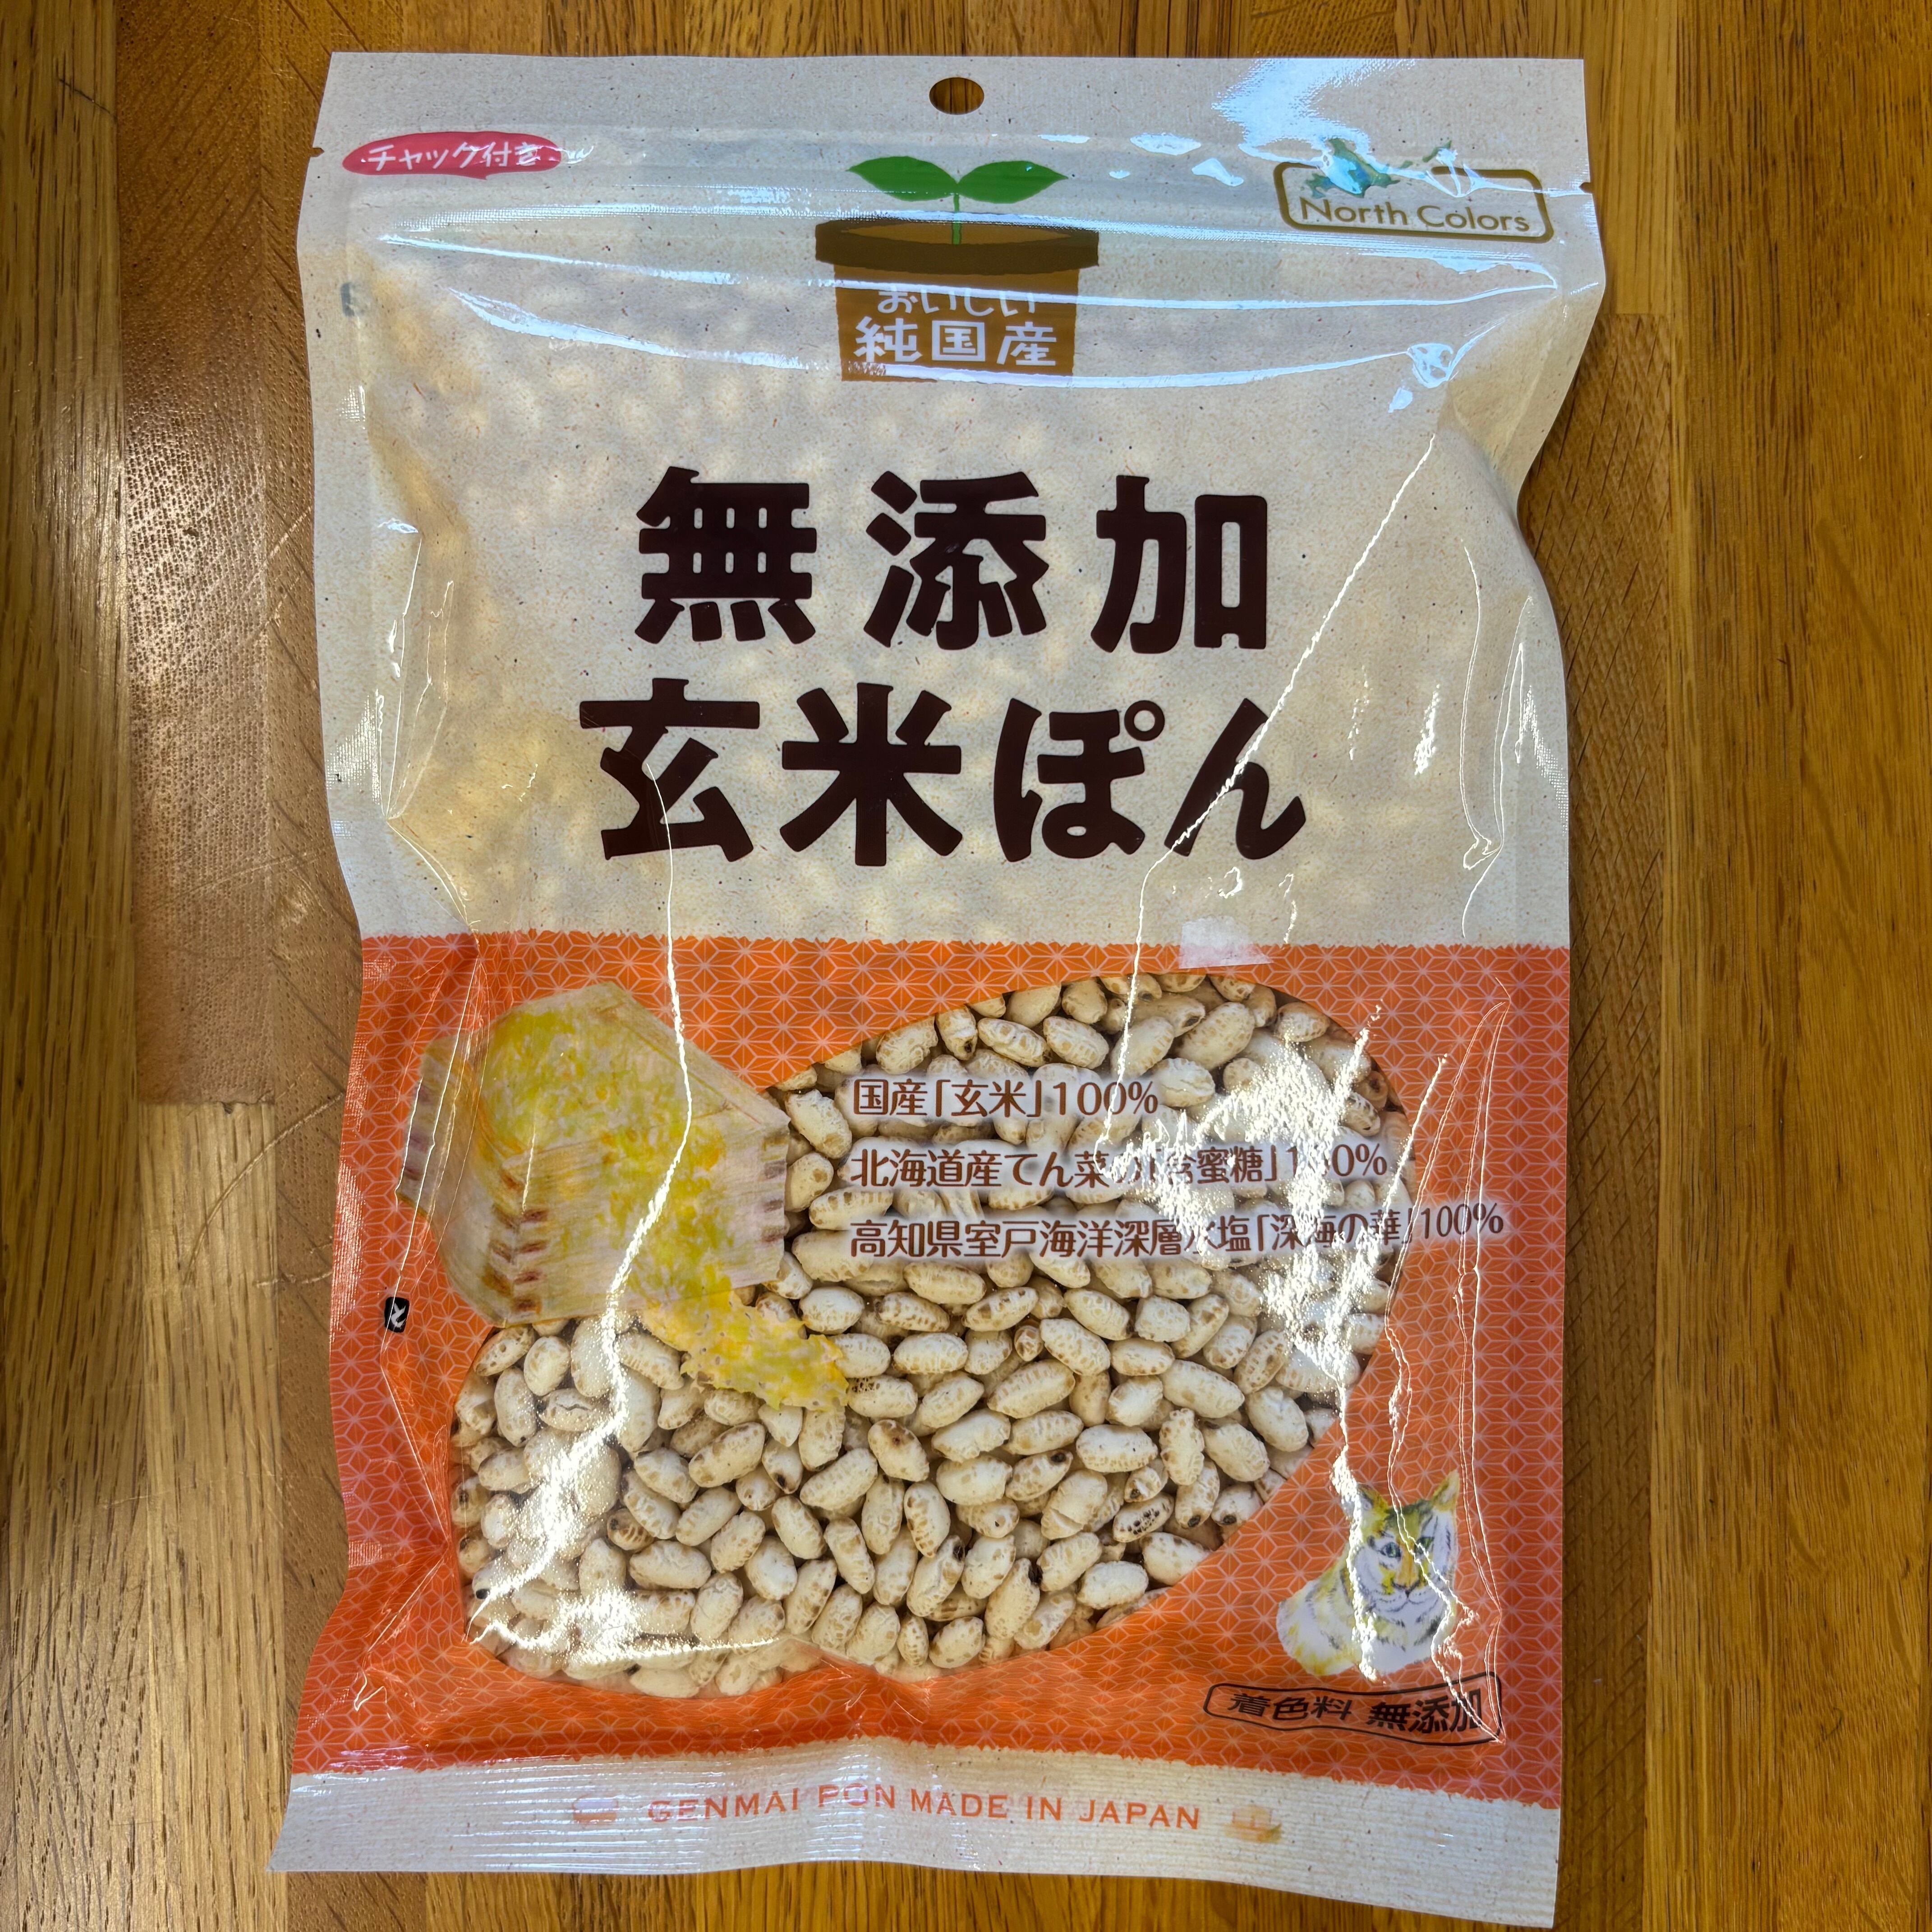 チャック付き
North Colors
おいしい
純国産
無添加
玄米ぽん
国産「玄米」100%
北海道産てん菜の「含蜜糖」100%
高知県室戸海洋深層水塩「深海の華」100%
着色料 無添加
GENMAI PON MADE IN JAPAN